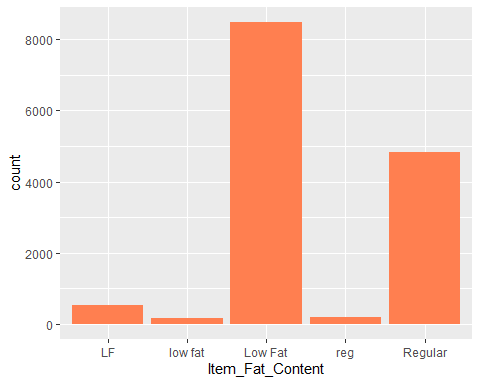 count
8000
6000
4000
2000
0
LF low fat Low Fat reg Regular
Item_Fat_Content